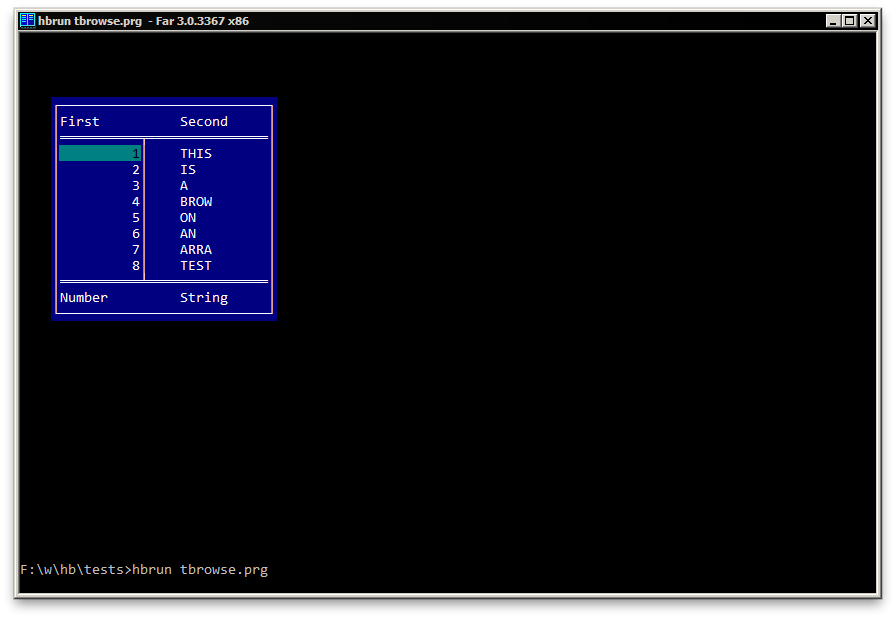 hbrun tbrowse.prg - Far 3.0.3367 x86
First Second
1 THIS
2 IS
3 A
4 BROW
5 ON
6 AN
7 ARRA
8 TEST
Number String
F:\w\hb\tests>hbrun tbrowse.prg